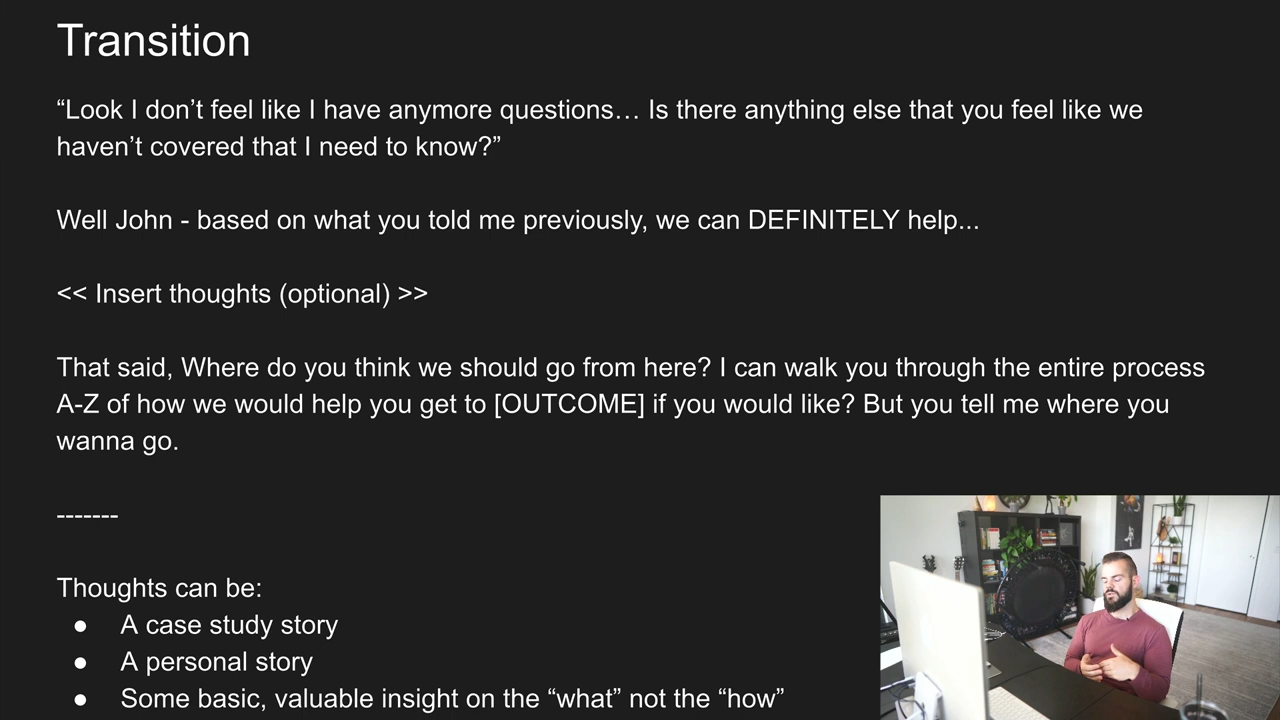 Transition
“Look I don’t feel like I have anymore questions… Is there anything else that you feel like we
haven’t covered that I need to know?”
Well John - based on what you told me previously, we can DEFINITELY help...
<< Insert thoughts (optional) >>
That said, Where do you think we should go from here? I can walk you through the entire process
A-Z of how we would help you get to [OUTCOME] if you would like? But you tell me where you
wanna go.
-------
Thoughts can be:
● A case study story
● A personal story
● Some basic, valuable insight on the “what” not the “how”